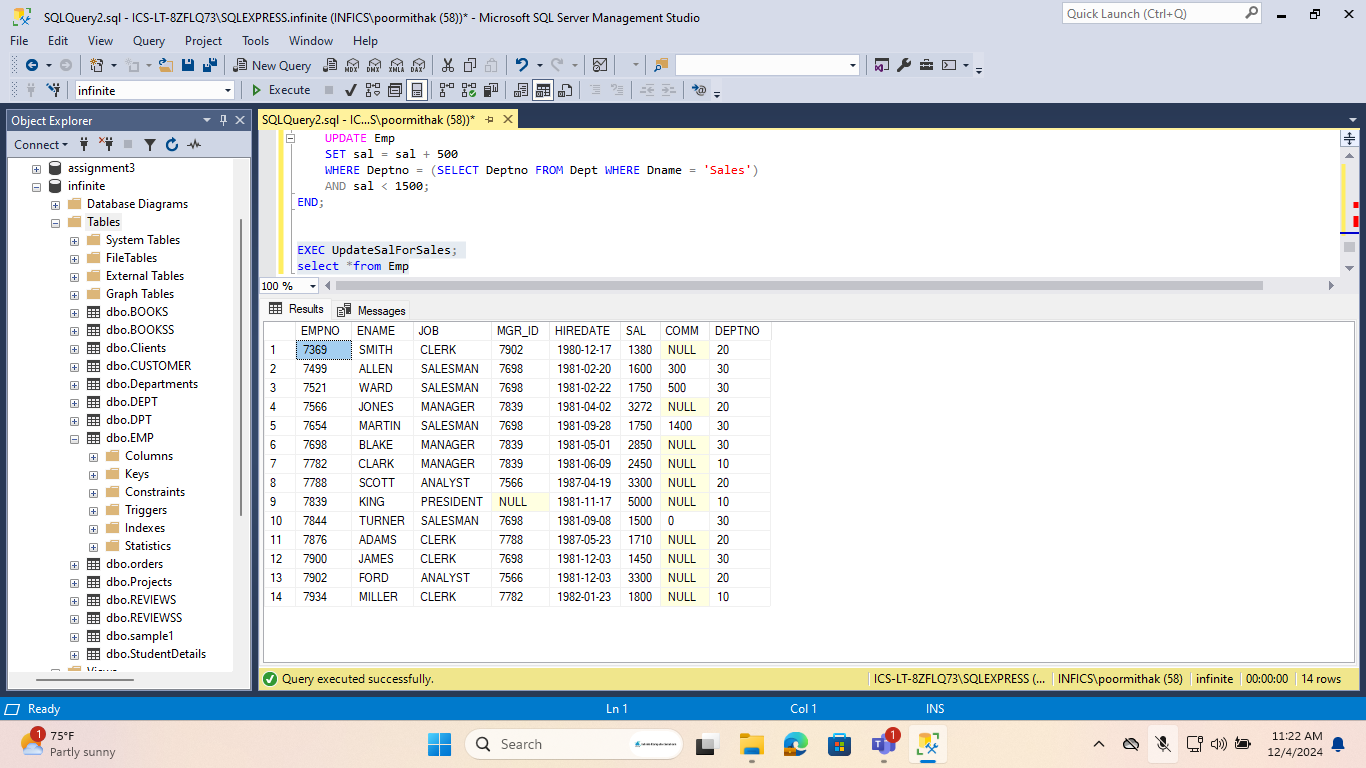 SQLQuery2.sql - ICS-LT-8ZFLQ73\SQLEXPRESS.infinite (INFICS\poormithak (58))* - Microsoft SQL Server Management Studio
Quick Launch (Ctrl+Q)
File Edit View Query Project Tools Window Help
New Query MDX DMX XMLA DAX
infinite Execute
Object Explorer
Connect
assignment3
infinite
Database Diagrams
Tables
System Tables
FileTables
External Tables
Graph Tables
dbo.BOOKS
dbo.BOOKSS
dbo.Clients
dbo.CUSTOMER
dbo.Departments
dbo.DEPT
dbo.DPT
dbo.EMP
Columns
Keys
Constraints
Triggers
Indexes
Statistics
dbo.orders
dbo.Projects
dbo.REVIEWS
dbo.REVIEWSS
dbo.sample1
dbo.StudentDetails
SQLQuery2.sql - IC...S\poormithak (58))*
UPDATE Emp
SET sal = sal + 500
WHERE Deptno = (SELECT Deptno FROM Dept WHERE Dname = 'Sales')
AND sal < 1500;
END;
EXEC UpdateSalForSales;
select *from Emp
100 %
Results Messages
EMPNO ENAME JOB MGR_ID HIREDATE SAL COMM DEPTNO
1 7369 SMITH CLERK 7902 1980-12-17 1380 NULL 20
2 7499 ALLEN SALESMAN 7698 1981-02-20 1600 300 30
3 7521 WARD SALESMAN 7698 1981-02-22 1750 500 30
4 7566 JONES MANAGER 7839 1981-04-02 3272 NULL 20
5 7654 MARTIN SALESMAN 7698 1981-09-28 1750 1400 30
6 7698 BLAKE MANAGER 7839 1981-05-01 2850 NULL 30
7 7782 CLARK MANAGER 7839 1981-06-09 2450 NULL 10
8 7788 SCOTT ANALYST 7566 1987-04-19 3300 NULL 20
9 7839 KING PRESIDENT NULL 1981-11-17 5000 NULL 10
10 7844 TURNER SALESMAN 7698 1981-09-08 1500 0 30
11 7876 ADAMS CLERK 7788 1987-05-23 1710 NULL 20
12 7900 JAMES CLERK 7698 1981-12-03 1450 NULL 30
13 7902 FORD ANALYST 7566 1981-12-03 3300 NULL 20
14 7934 MILLER CLERK 7782 1982-01-23 1800 NULL 10
Query executed successfully. ICS-LT-8ZFLQ73\SQLEXPRESS (... INFICS\poormithak (58) infinite 00:00:00 14 rows
Ready Ln 1 Col 1 INS
1 75°F
Partly sunny
Search
1
11:22 AM
12/4/2024